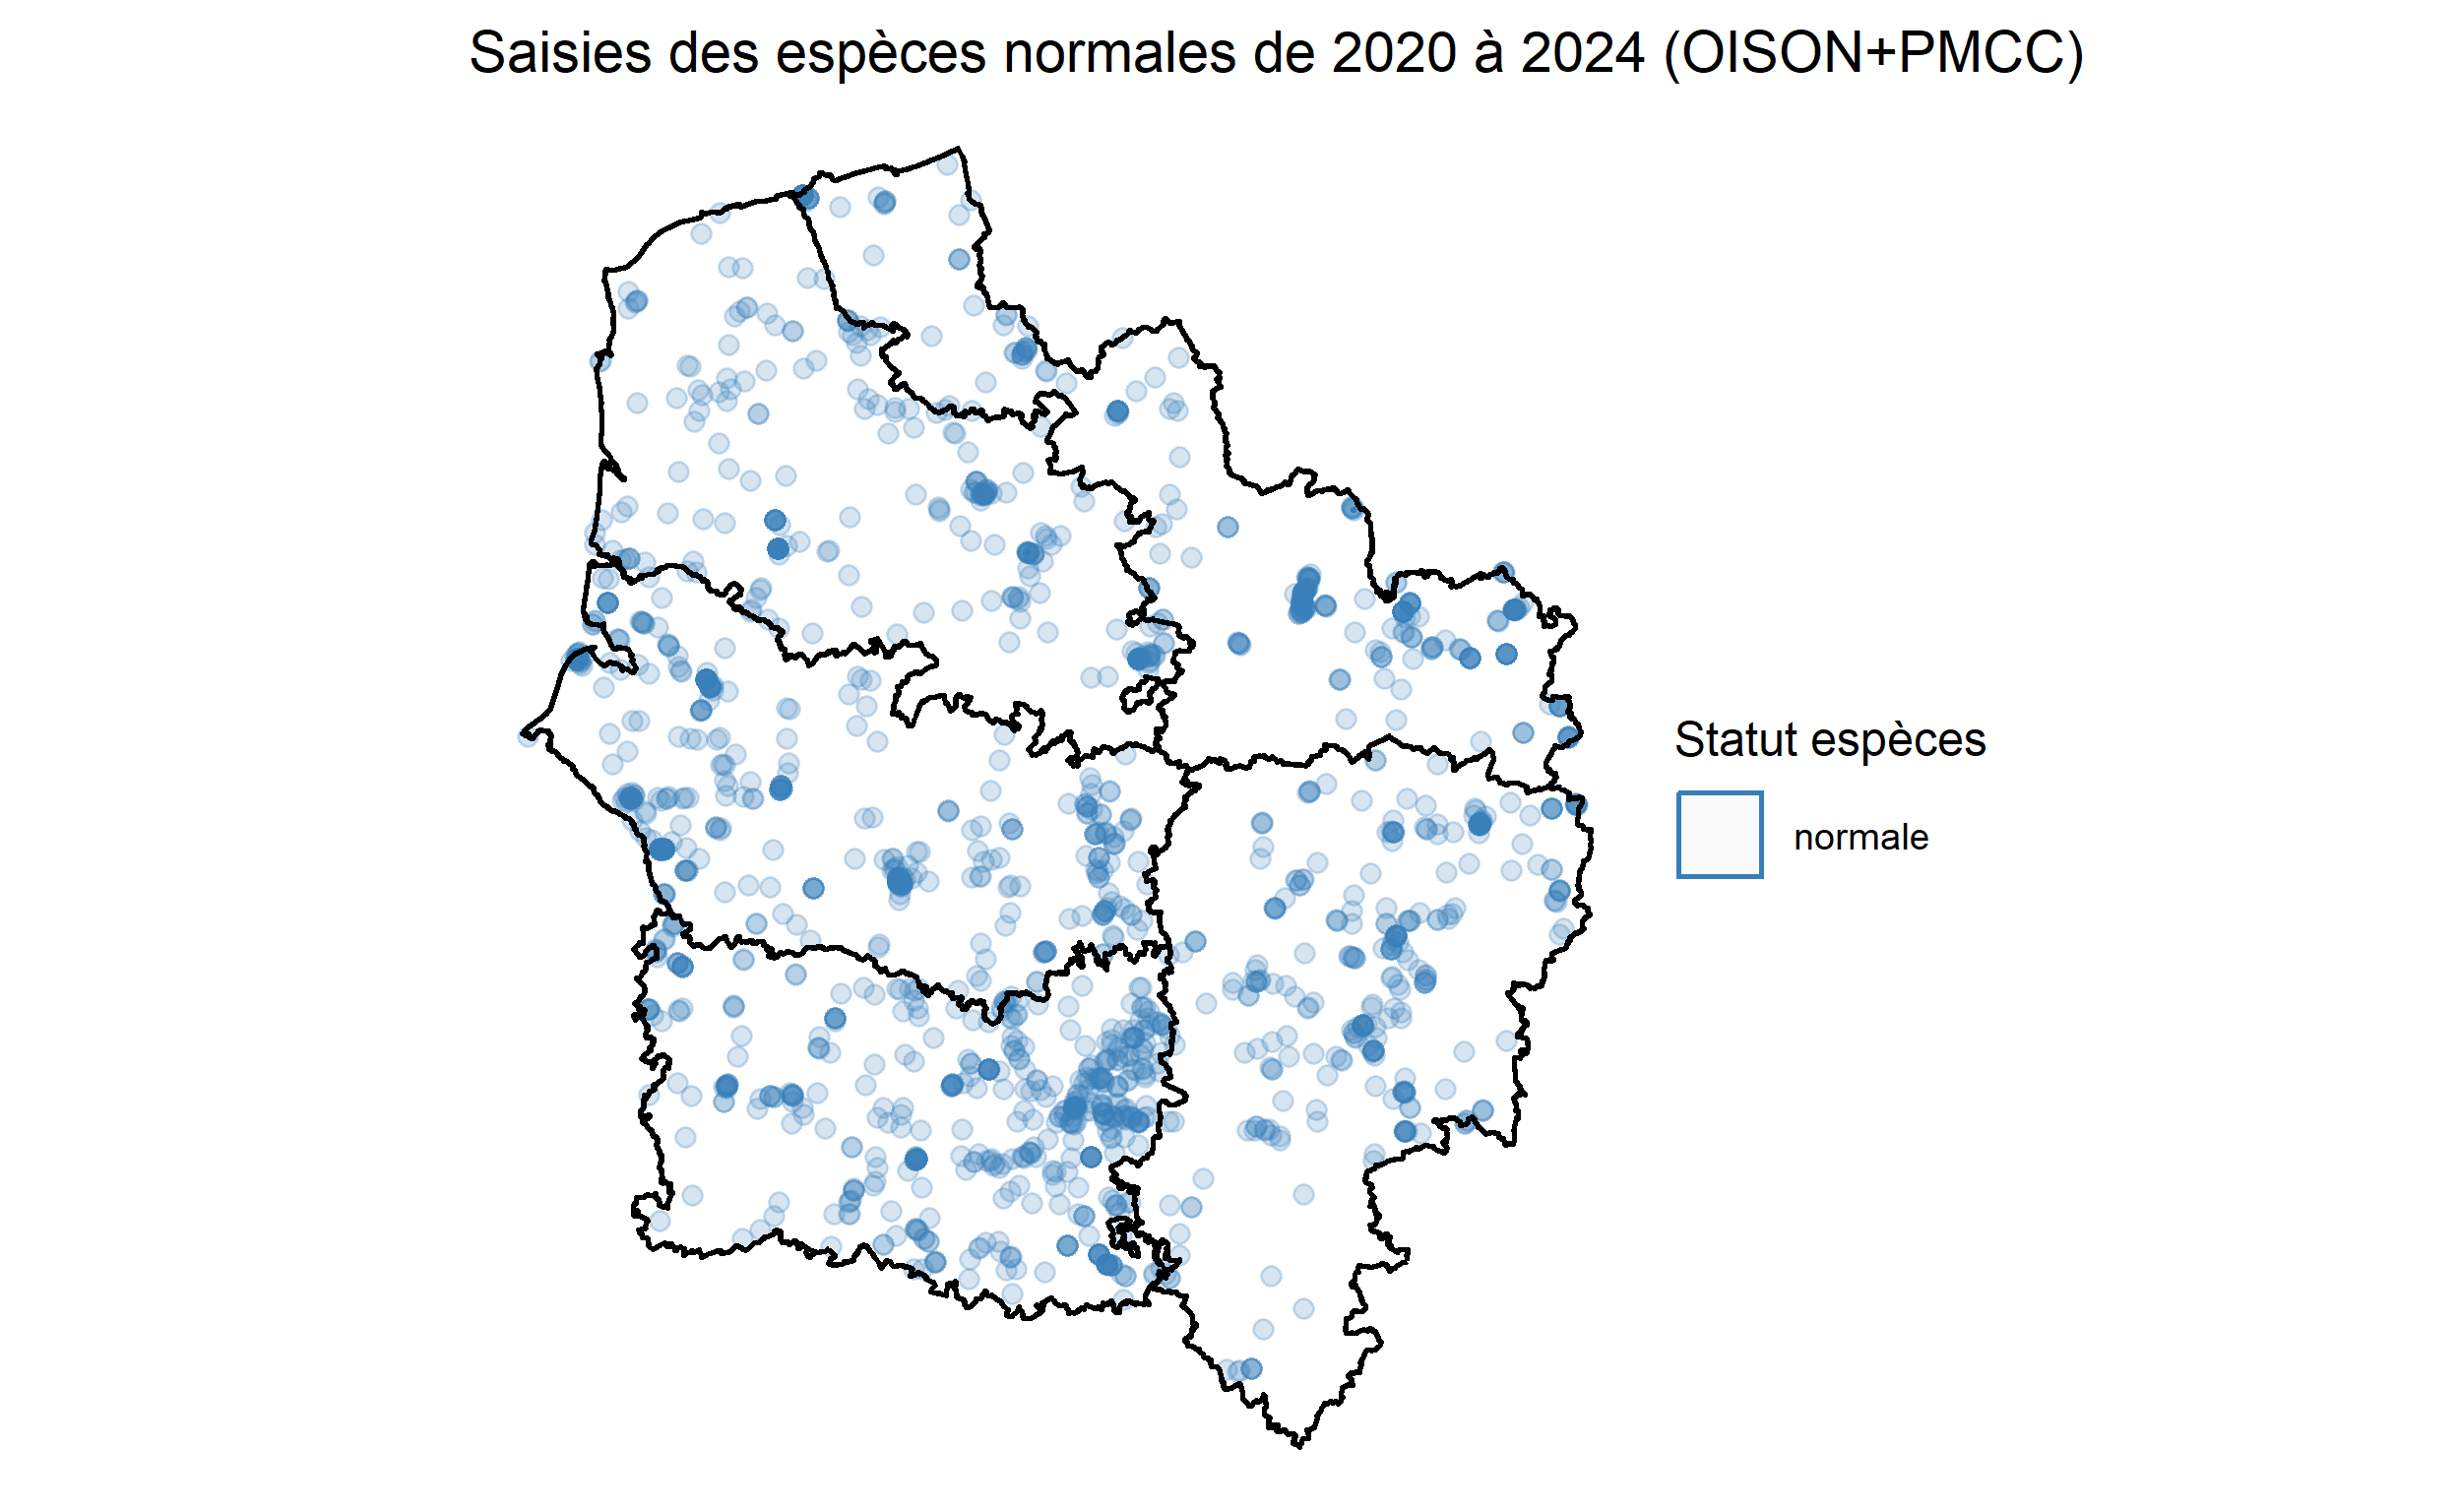 Saisies des espèces normales de 2020 à 2024 (OISON+PMCC)
Statut espèces
normale